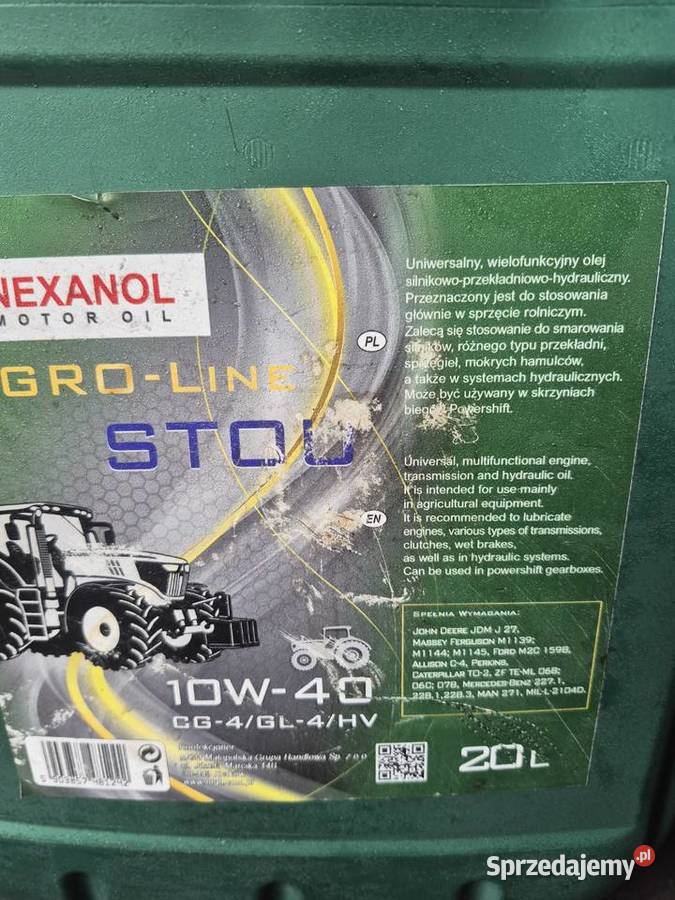 NEXANOL
MOTOR OIL
GRO-LINE
STOU
PL
Uniwersalny, wielofunkcyjny olej
silnikowo-przekładniowo-hydrauliczny.
Przeznaczony jest do stosowania
głównie w sprzęcie rolniczym.
Zaleca się stosowanie do smarowania
silników, różnego typu przekładni,
sprzęgieł, mokrych hamulców,
a także w systemach hydraulicznych.
Może być używany w skrzyniach
biegów Powershift.
EN
Universal, multifunctional engine,
transmission and hydraulic oil.
It is intended for use mainly
in agricultural equipment.
It is recommended to lubricate
engines, various types of transmissions,
clutches, wet brakes,
as well as in hydraulic systems.
Can be used in powershift gearboxes.
SPEŁNIA WYMAGANIA:
JOHN DEERE JDM J 27,
MASSEY FERGUSON M1139;
M1144; M1145, FORD M2C 159B,
ALLISON C-4, PERKINS,
CATERPILLAR TO-2, ZF TE-ML 06B;
06C; 07B, MERCEDES-BENZ 227.1,
228.1,228.3, MAN 271, MIL-L-2104D.
10W-40
CG-4/GL-4/HV
20 L
Konfekcjoner
Małopolska Grupa Handlowa Sp. z o.o.
Sprzedajemy.pl